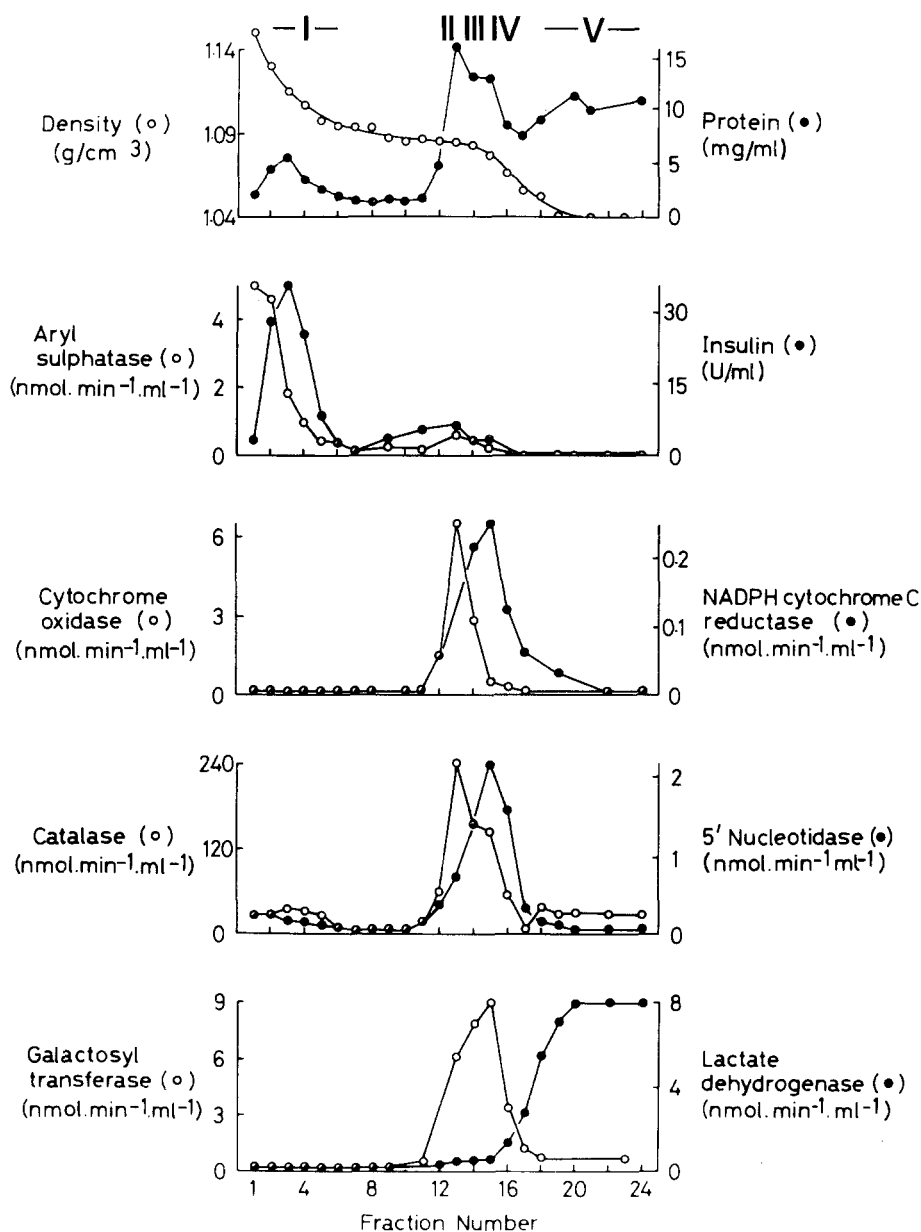 I II III IV V
1.14
1.09
1.04
Density (o)
(g/cm 3)
15
10
5
0
Protein (●)
(mg/ml)
4
2
0
Aryl
sulphatase (o)
(nmol. min-1.ml-1)
30
15
0
Insulin (●)
(U/ml)
6
3
0
Cytochrome
oxidase (o)
(nmol.min-1.ml-1)
0.2
0.1
0
NADPH cytochrome C
reductase (●)
(nmol.min-1.ml-1)
240
120
0
Catalase (o)
(nmol.min-1.ml-1)
2
1
0
5' Nucleotidase (●)
(nmol.min-1ml-1)
9
6
3
0
Galactosyl
transferase (o)
(nmol.min-1.ml-1)
8
4
0
Lactate
dehydrogenase (●)
(nmol.min-1.ml-1)
1 4 8 12 16 20 24
Fraction Number